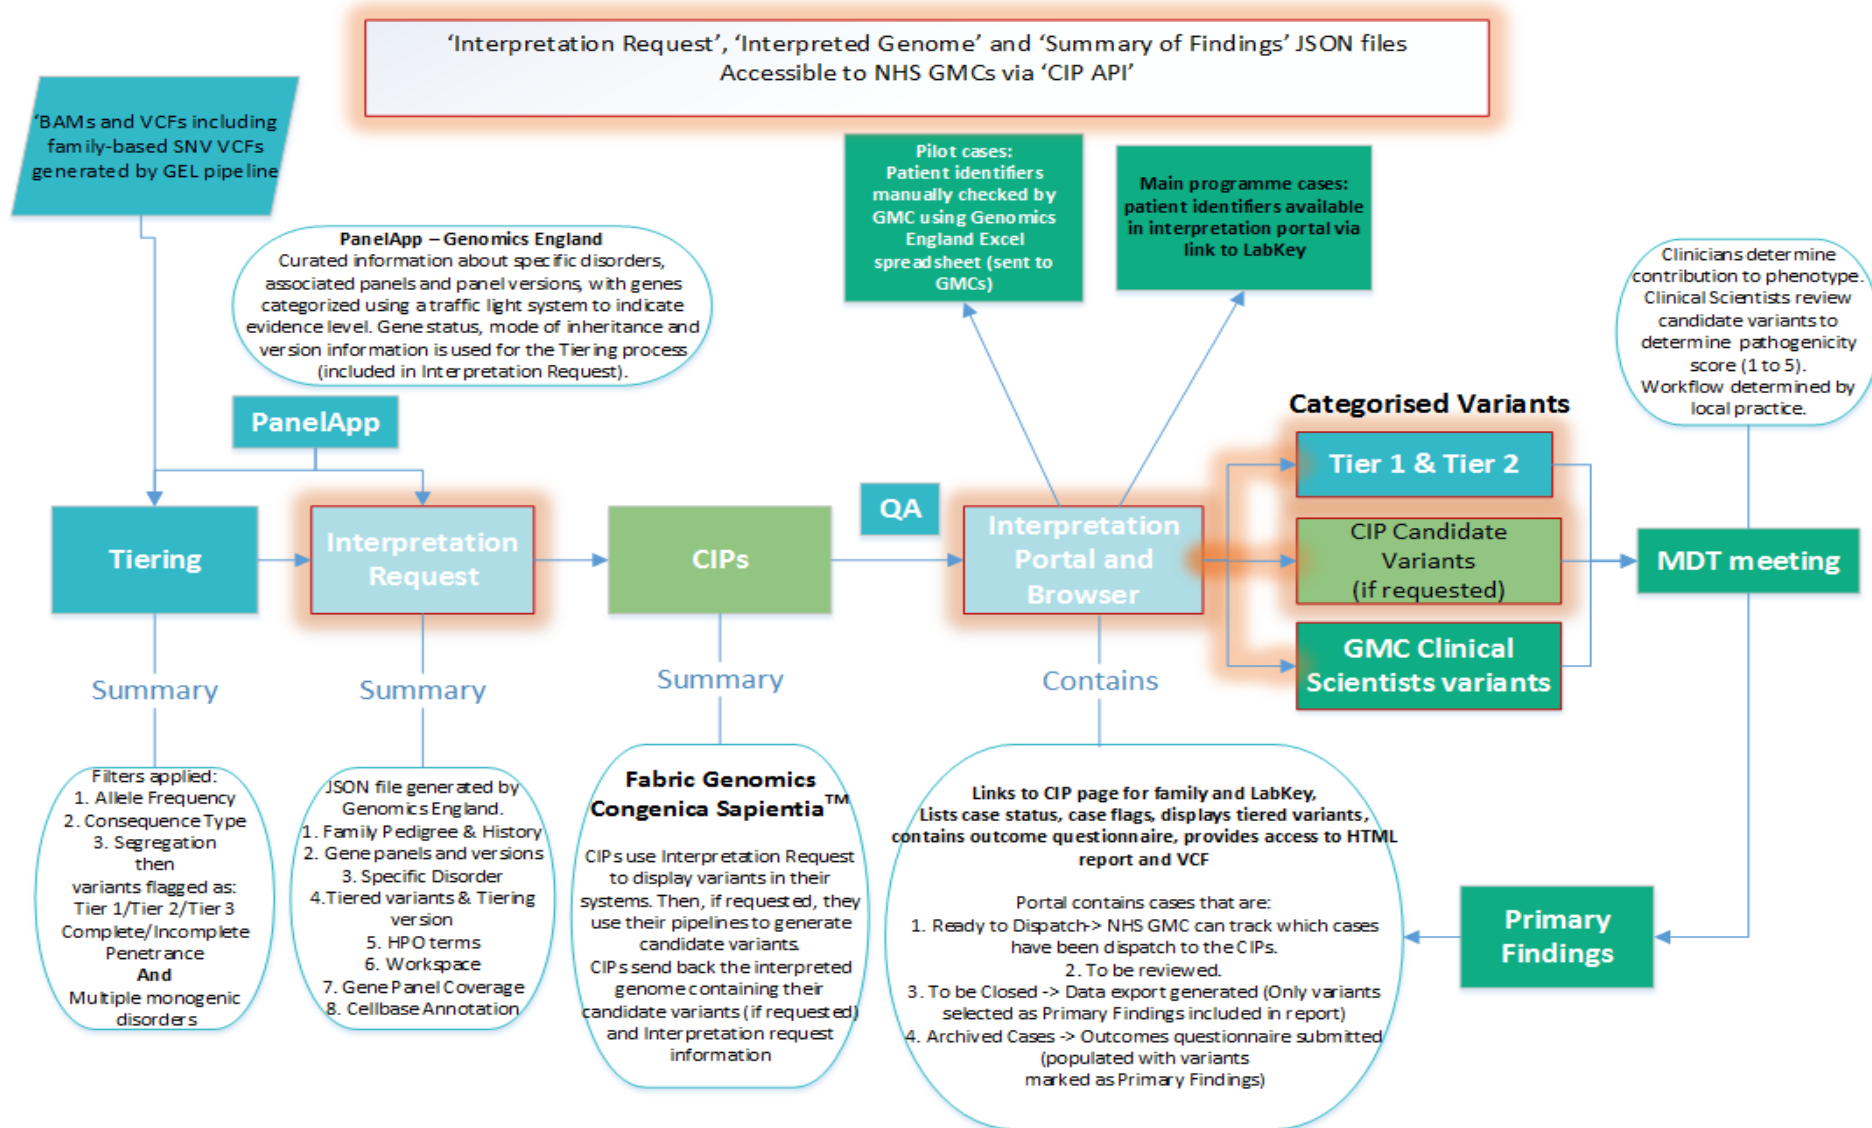 ‘Interpretation Request’, ‘Interpreted Genome’ and ‘Summary of Findings’ JSON files
Accessible to NHS GMCs via ‘CIP API’
‘BAMs and VCFs including
family-based SNV VCFs
generated by GEL pipeline
PanelApp – Genomics England
Curated information about specific disorders,
associated panels and panel versions, with genes
categorized using a traffic light system to indicate
evidence level. Gene status, mode of inheritance and
version information is used for the Tiering process
(included in Interpretation Request).
Pilot cases:
Patient identifiers
manually checked by
GMC using Genomics
England Excel
spreadsheet (sent to
GMCs)
Main programme cases:
patient identifiers available
in interpretation portal via
link to LabKey
Clinicians determine
contribution to phenotype.
Clinical Scientists review
candidate variants to
determine pathogenicity
score (1 to 5).
Workflow determined by
local practice.
PanelApp
Categorised Variants
Tiering
Interpretation
Request
CIPs
QA
Interpretation
Portal and
Browser
Tier 1 & Tier 2
CIP Candidate
Variants
(if requested)
GMC Clinical
Scientists variants
MDT meeting
Summary
Summary
Summary
Contains
Filters applied:
1. Allele Frequency
2. Consequence Type
3. Segregation
then
variants flagged as:
Tier 1/Tier 2/Tier 3
Complete/Incomplete
Penetrance
And
Multiple monogenic
disorders
JSON file generated by
Genomics England.
1. Family Pedigree & History
2. Gene panels and versions
3. Specific Disorder
4.Tiered variants & Tiering
version
5. HPO terms
6. Workspace
7. Gene Panel Coverage
8. Cellbase Annotation
Fabric Genomics
Congenica Sapientia™
CIPs use Interpretation Request
to display variants in their
systems. Then, if requested, they
use their pipelines to generate
candidate variants.
CIPs send back the interpreted
genome containing their
candidate variants (if requested)
and Interpretation request
information
Links to CIP page for family and LabKey,
Lists case status, case flags, displays tiered variants,
contains outcome questionnaire, provides access to HTML
report and VCF
Portal contains cases that are:
1. Ready to Dispatch-> NHS GMC can track which cases
have been dispatch to the CIPs.
2. To be reviewed.
3. To be Closed -> Data export generated (Only variants
selected as Primary Findings included in report)
4. Archived Cases -> Outcomes questionnaire submitted
(populated with variants
marked as Primary Findings)
Primary
Findings